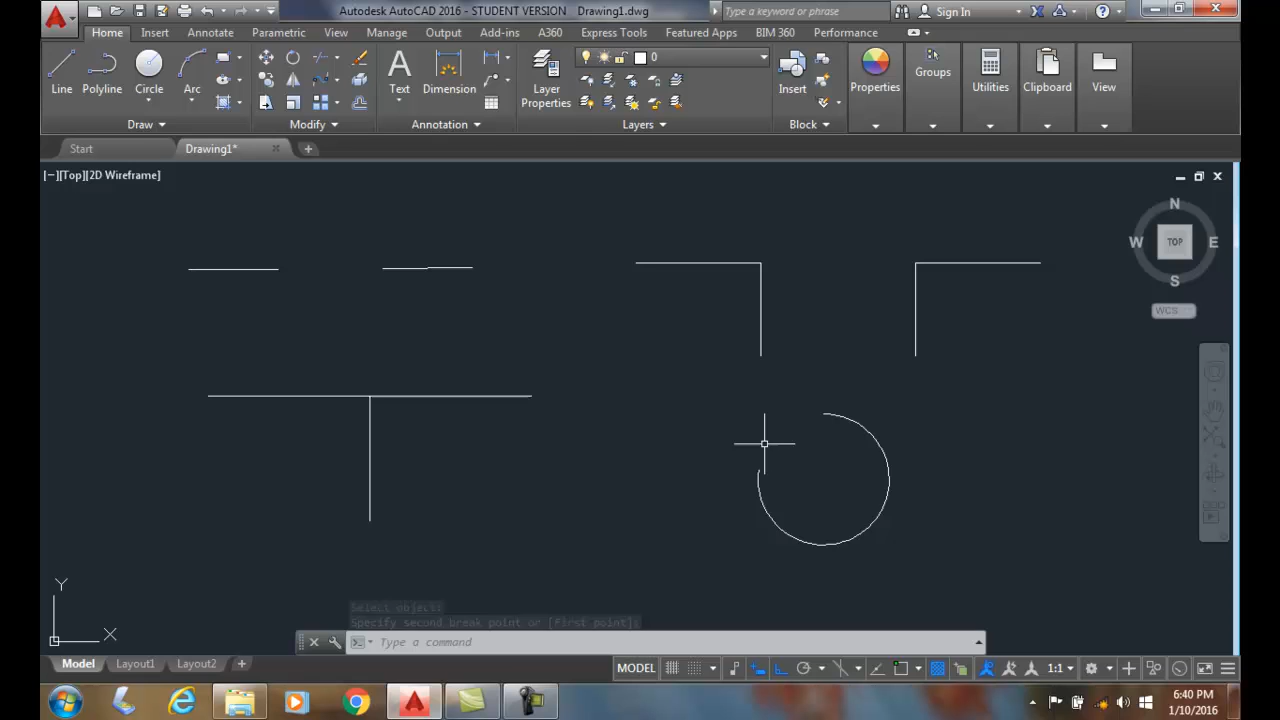 Autodesk AutoCAD 2016 - STUDENT VERSION Drawing1.dwg
Type a keyword or phrase
Sign In
Home Insert Annotate Parametric View Manage Output Add-ins A360 Express Tools Featured Apps BIM 360 Performance
Line Polyline Circle Arc
Text Dimension
Layer
Properties
0
Insert
Properties
Groups
Utilities
Clipboard
View
Draw Modify Annotation Layers Block
Start Drawing1*
[−][Top][2D Wireframe]
N
W TOP E
S
WCS
Y
X
Select object:
Specify second break point or [First point]:
Type a command
Model Layout1 Layout2
MODEL 1:1
6:40 PM
1/10/2016